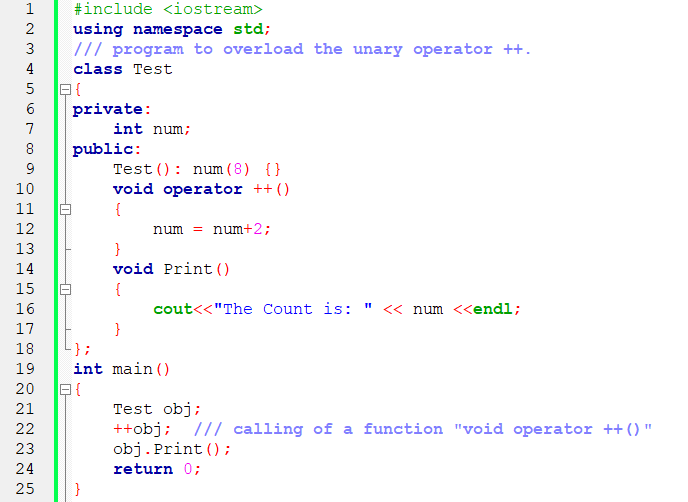 1 #include <iostream>
2 using namespace std;
3 /// program to overload the unary operator ++.
4 class Test
5 {
6 private:
7     int num;
8 public:
9     Test(): num(8) {}
10     void operator ++()
11     {
12         num = num+2;
13     }
14     void Print()
15     {
16         cout<<"The Count is: " << num <<endl;
17     }
18 };
19 int main()
20 {
21     Test obj;
22     ++obj;  /// calling of a function "void operator ++()"
23     obj.Print();
24     return 0;
25 }